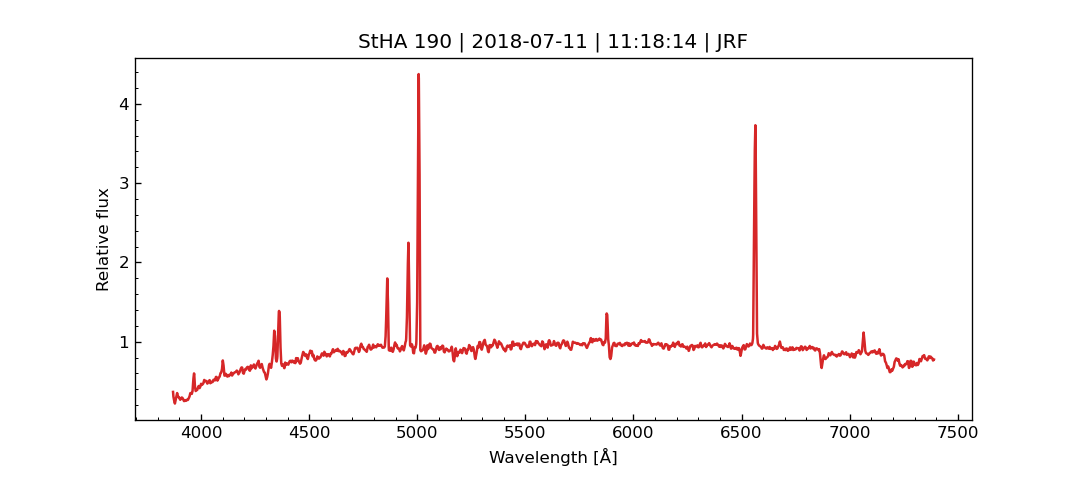 StHA 190 | 2018-07-11 | 11:18:14 | JRF
Relative flux
4
3
2
1
4000 4500 5000 5500 6000 6500 7000 7500
Wavelength [Å]